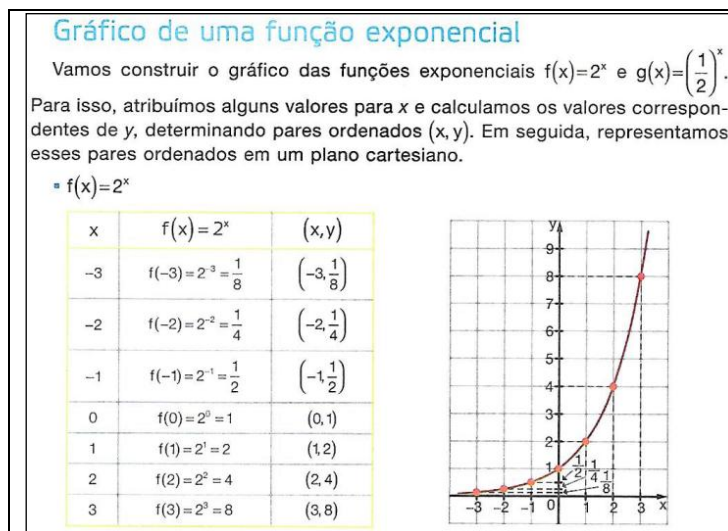 Gráfico de uma função exponencial
Vamos construir o gráfico das funções exponenciais f(x)=2ˣ e g(x)=(1/2)ˣ.
Para isso, atribuímos alguns valores para x e calculamos os valores correspon-
dentes de y, determinando pares ordenados (x, y). Em seguida, representamos
esses pares ordenados em um plano cartesiano.
▪ f(x)=2ˣ
x f(x)=2ˣ (x,y)
–3 f(–3)=2⁻³=1/8 (–3,1/8)
–2 f(–2)=2⁻²=1/4 (–2,1/4)
–1 f(–1)=2⁻¹=1/2 (–1,1/2)
0 f(0)=2⁰=1 (0,1)
1 f(1)=2¹=2 (1,2)
2 f(2)=2²=4 (2,4)
3 f(3)=2³=8 (3,8)
y
9
8
7
6
5
4
3
2
1
1/2 1/4 1/8
–3 –2 –1 0 1 2 3 x